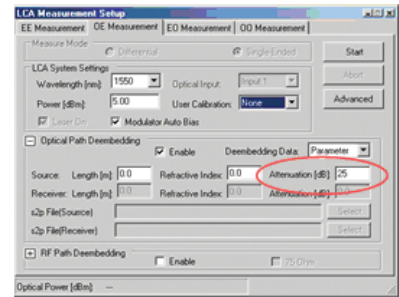 LCA Measurement Setup
EE Measurement OE Measurement EO Measurement OO Measurement
Measure Mode
Differential Single-Ended Start
LCA System Settings
Wavelength [nm]: 1550 Optical Input: Input 1 Abort
Power [dBm]: 5.00 User Calibration: None Advanced
Laser On Modulator Auto Bias
Optical Path Deembedding
Enable Deembedding Data: Parameter
Source: Length [m]: 0.0 Refractive Index: 0.0 Attenuation [dB]: 25
Receiver: Length [m]: 0.0 Refractive Index: 0.0 Attenuation [dB]: 0.0
s2p File(Source) Select
s2p File(Receiver) Select
RF Path Deembedding
Enable 75 Ohm
Optical Power [dBm]: ---